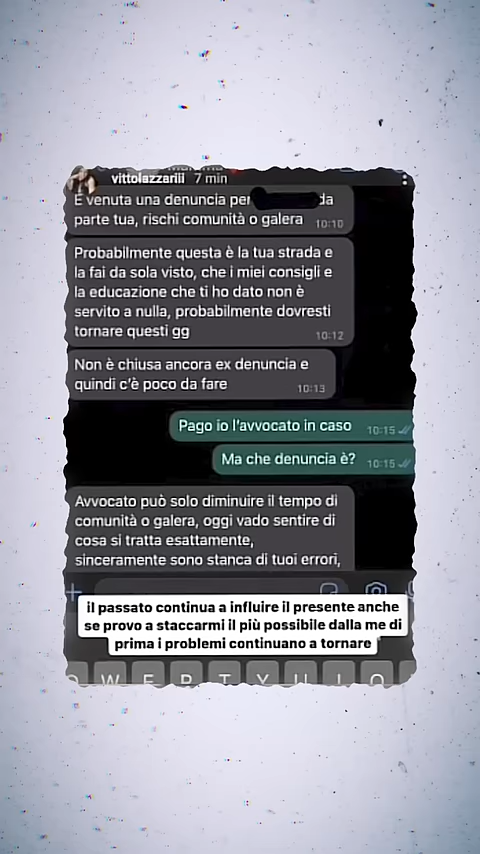 vittolazzariii 7 min
È venuta una denuncia per da
parte tua, rischi comunità o galera 10:10
Probabilmente questa è la tua strada e
la fai da sola visto, che i miei consigli e
la educazione che ti ho dato non è
servito a nulla, probabilmente dovresti
tornare questi gg 10:12
Non è chiusa ancora ex denuncia e
quindi c'è poco da fare 10:13
Pago io l'avvocato in caso 10:15
Ma che denuncia è? 10:15
Avvocato può solo diminuire il tempo di
comunità o galera, oggi vado sentire di
cosa si tratta esattamente,
sinceramente sono stanca di tuoi errori,
il passato continua a influire il presente anche
se provo a staccarmi il più possibile dalla me di
prima i problemi continuano a tornare
Q W E R T Y U I O